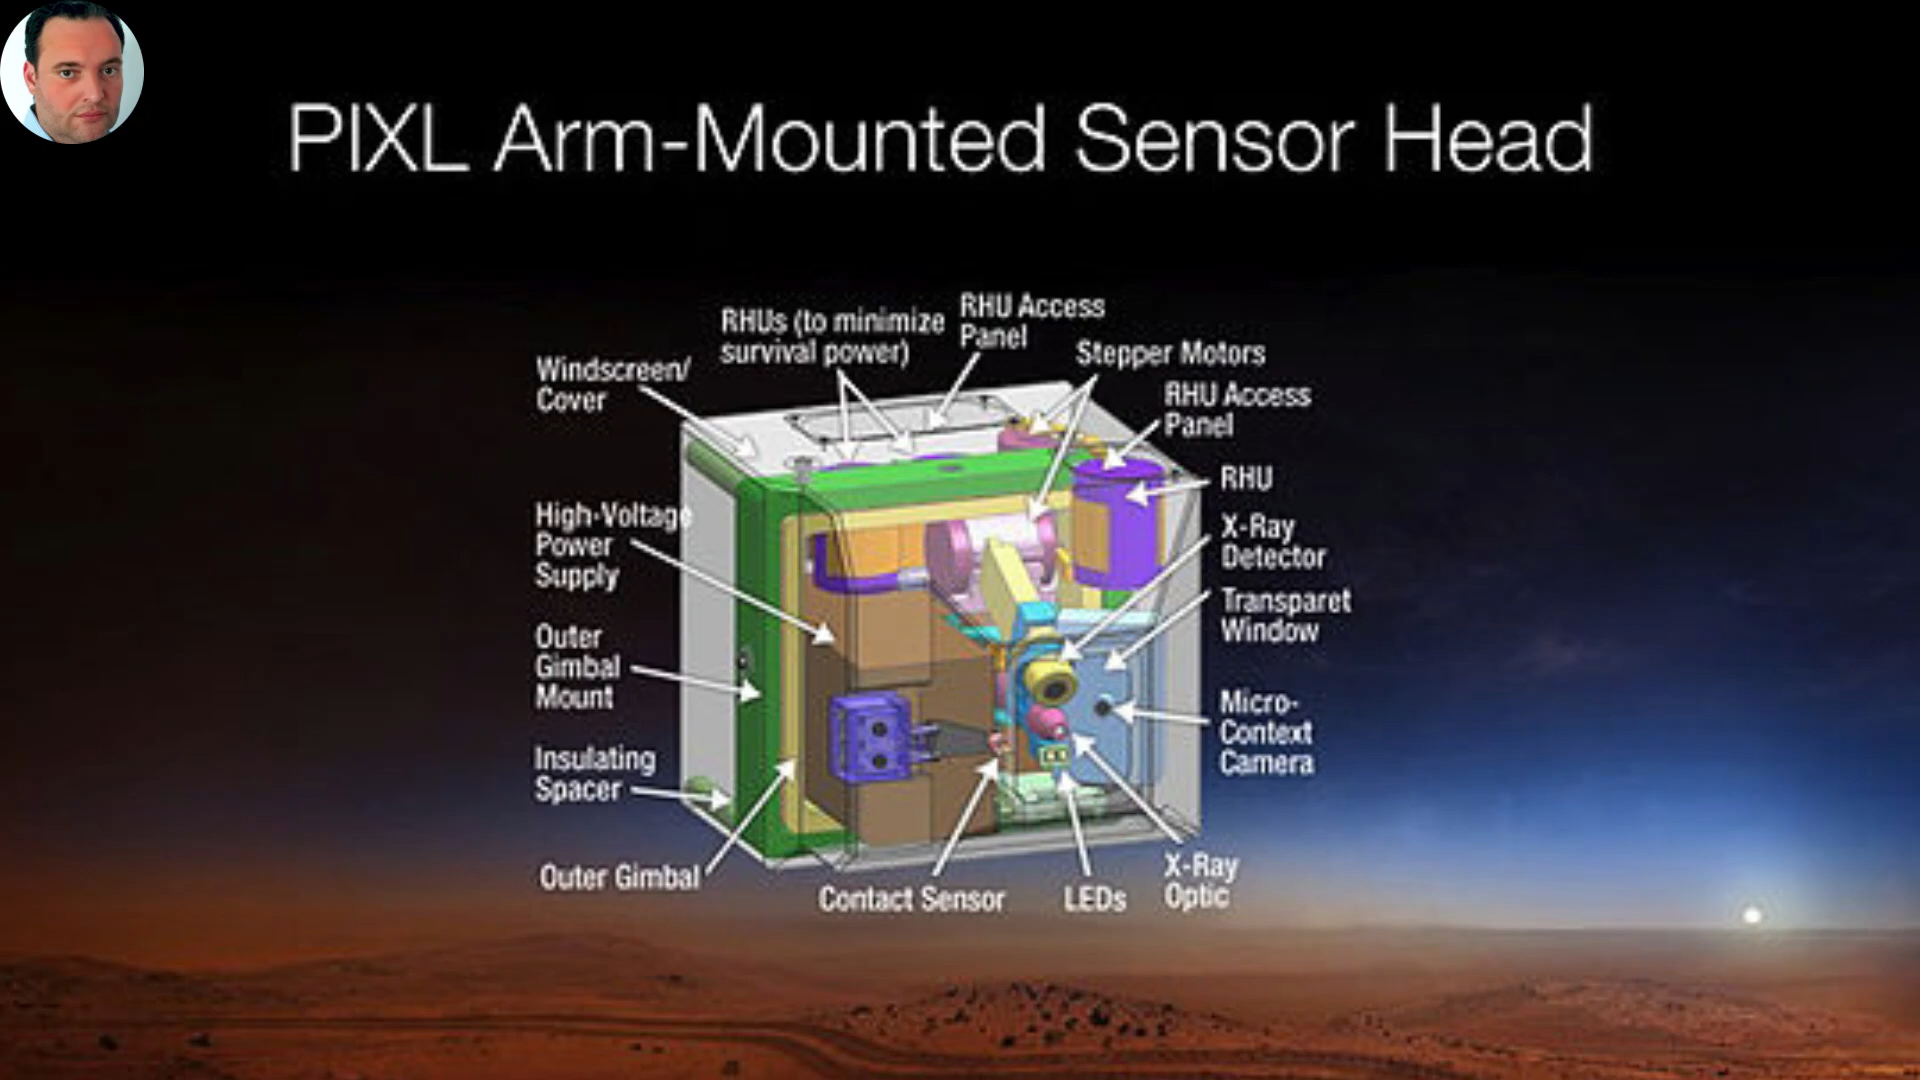 PIXL Arm-Mounted Sensor Head
RHUs (to minimize
survival power)
RHU Access
Panel
Stepper Motors
Windscreen/
Cover
RHU Access
Panel
RHU
High-Voltage
Power
Supply
X-Ray
Detector
Transparet
Window
Outer
Gimbal
Mount
Micro-
Context
Camera
Insulating
Spacer
Outer Gimbal
Contact Sensor
LEDs
X-Ray
Optic